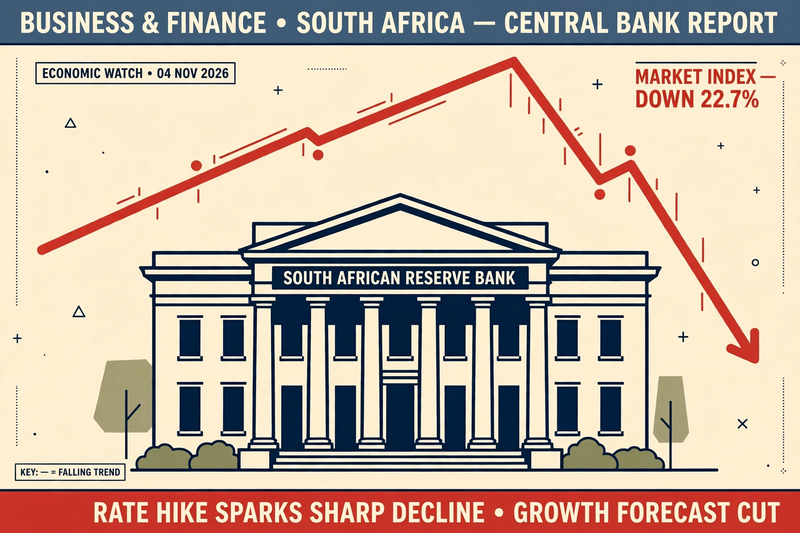 BUSINESS & FINANCE • SOUTH AFRICA — CENTRAL BANK REPORT
ECONOMIC WATCH • 04 NOV 2026
MARKET INDEX —
DOWN 22.7%
SOUTH AFRICAN RESERVE BANK
KEY: — = FALLING TREND
RATE HIKE SPARKS SHARP DECLINE • GROWTH FORECAST CUT